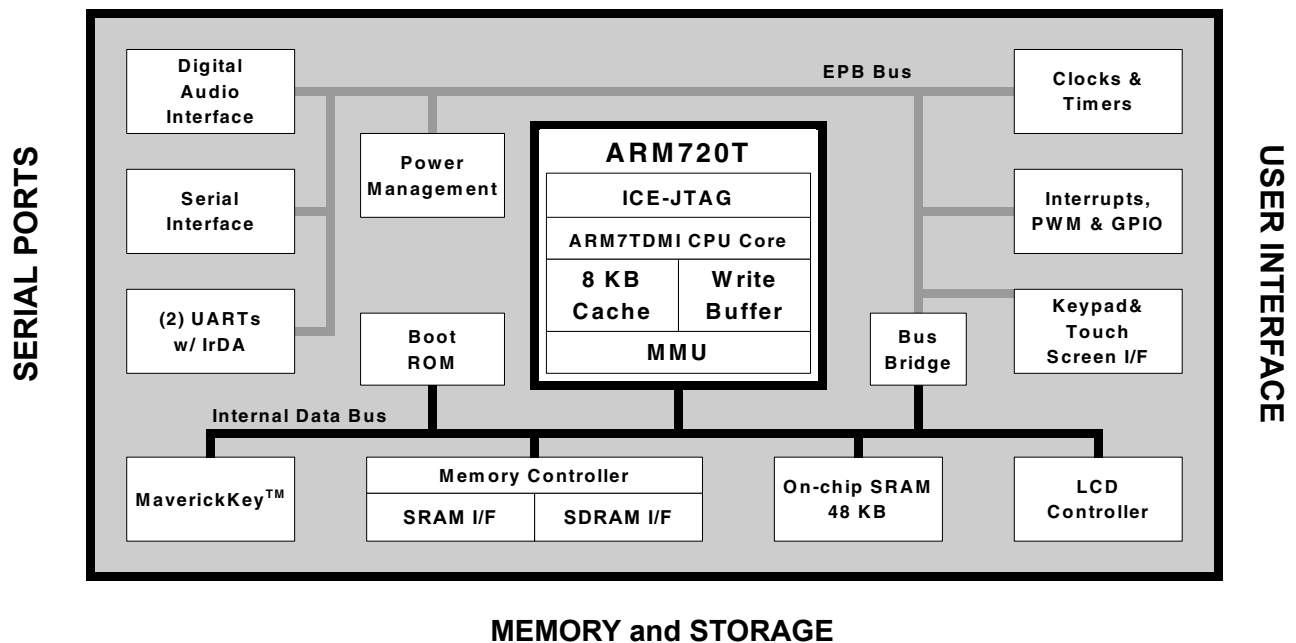 SERIAL PORTS
Digital
Audio
Interface
Serial
Interface
(2) UARTs
w/ IrDA
Power
Management
EPB Bus
ARM720T
ICE-JTAG
ARM7TDMI CPU Core
8 KB
Cache
Write
Buffer
MMU
Boot
ROM
Bus
Bridge
Clocks &
Timers
Interrupts,
PWM & GPIO
Keypad&
Touch
Screen I/F
USER INTERFACE
Internal Data Bus
MaverickKey™
Memory Controller
SRAM I/F
SDRAM I/F
On-chip SRAM
48 KB
LCD
Controller
MEMORY and STORAGE